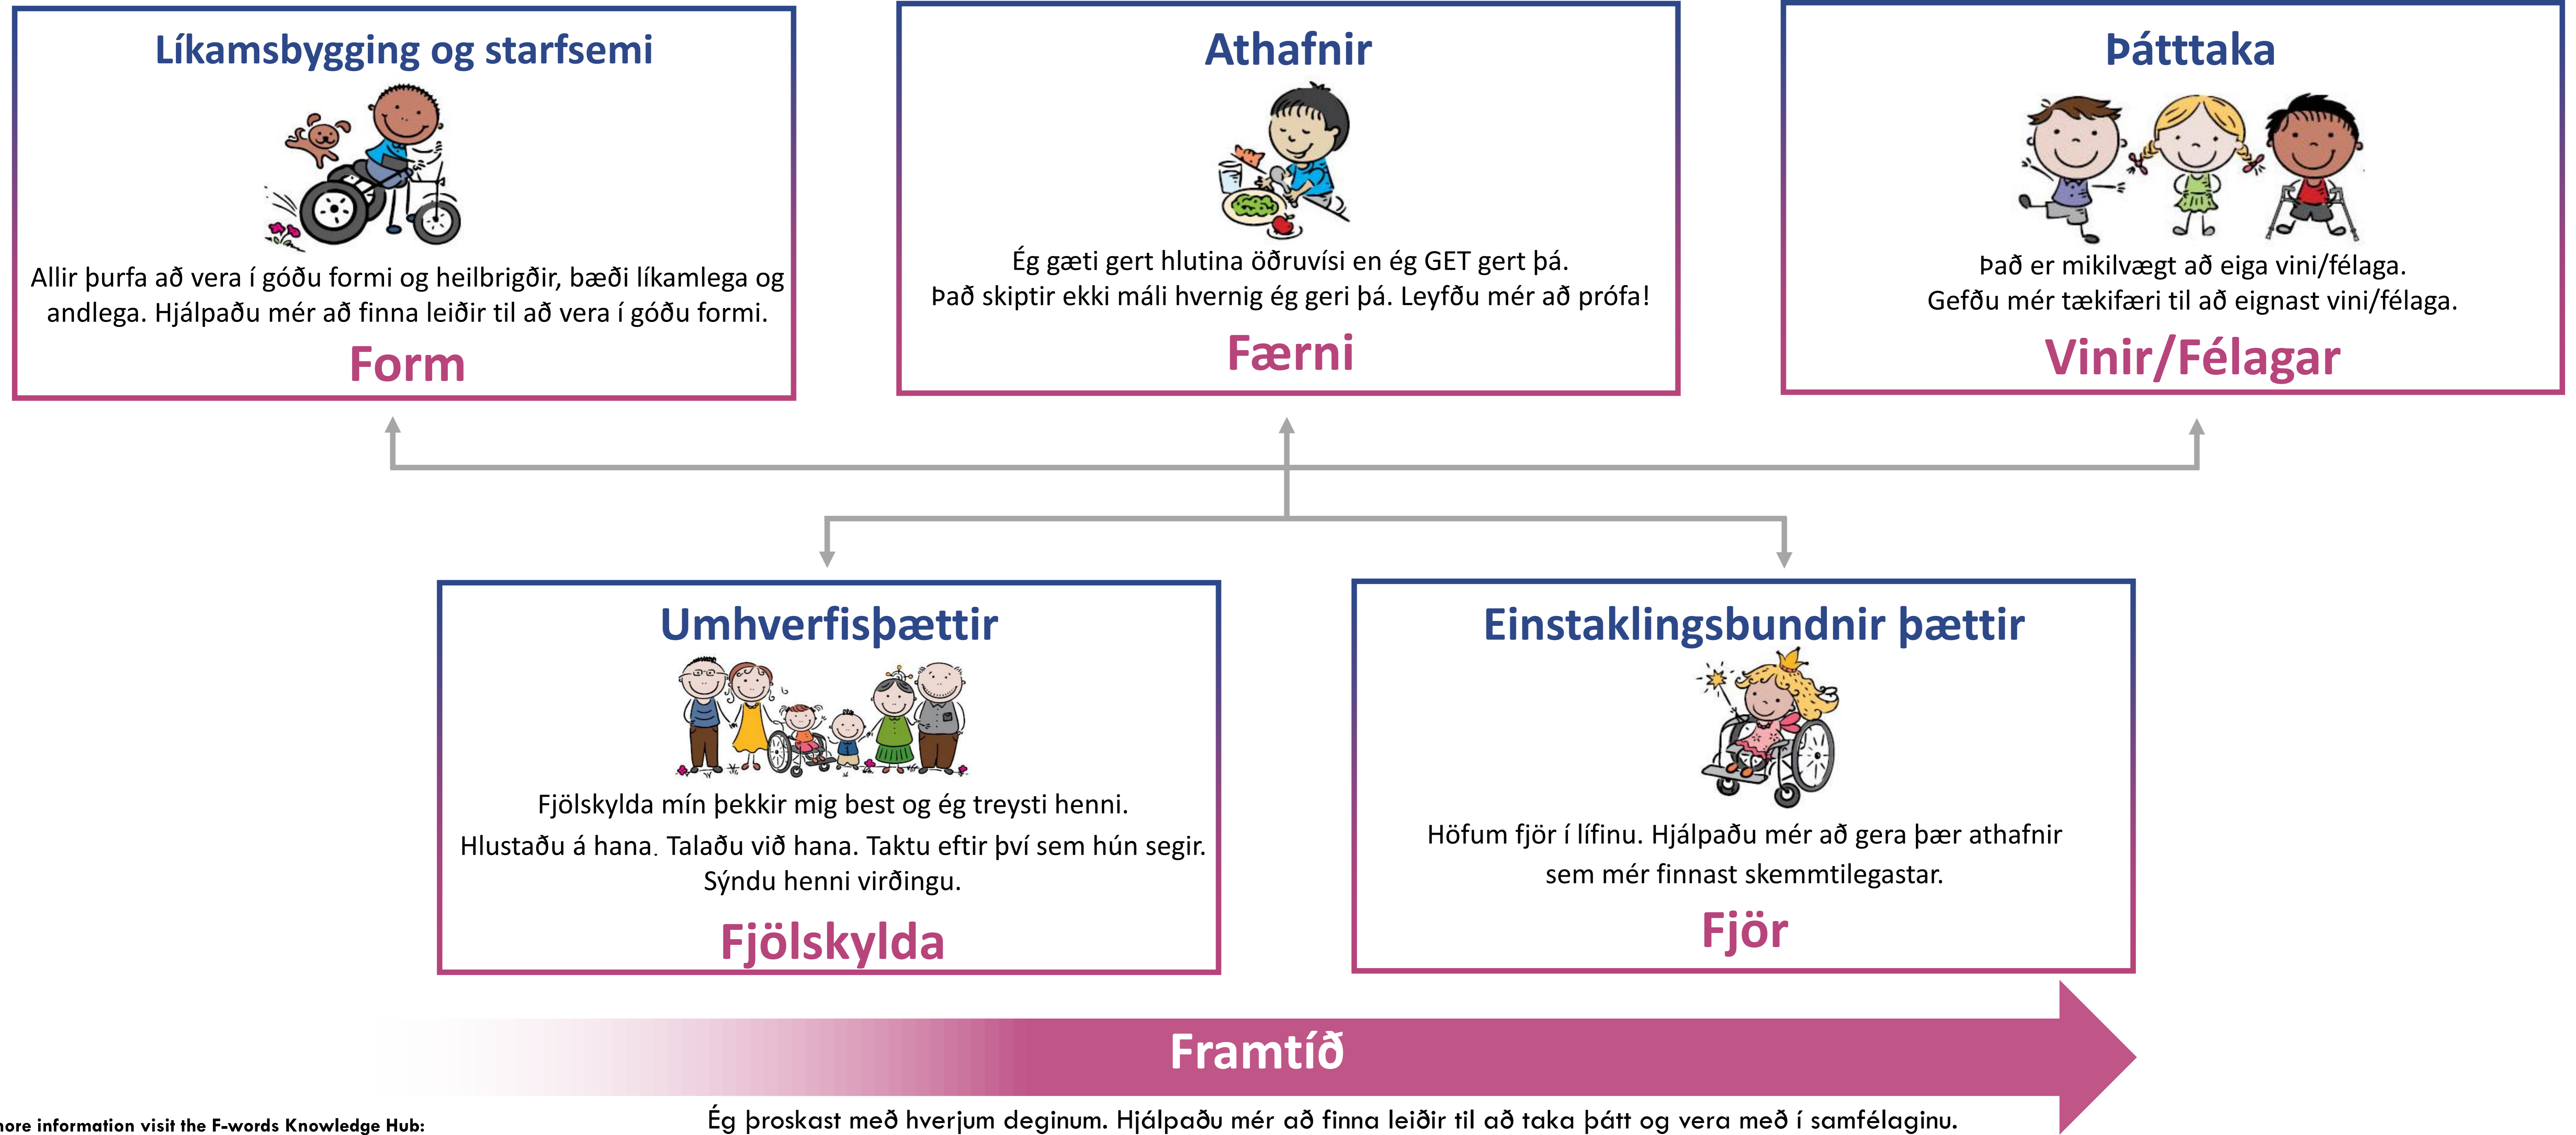 Líkamsbygging og starfsemi
Allir þurfa að vera í góðu formi og heilbrigðir, bæði líkamlega og
andlega. Hjálpaðu mér að finna leiðir til að vera í góðu formi.
Form
Athafnir
Ég gæti gert hlutina öðruvísi en ég GET gert þá.
Það skiptir ekki máli hvernig ég geri þá. Leyfðu mér að prófa!
Færni
Þátttaka
Það er mikilvægt að eiga vini/félaga.
Gefðu mér tækifæri til að eignast vini/félaga.
Vinir/Félagar
Umhverfisþættir
Fjölskylda mín þekkir mig best og ég treysti henni.
Hlustaðu á hana. Talaðu við hana. Taktu eftir því sem hún segir.
Sýndu henni virðingu.
Fjölskylda
Einstaklingsbundnir þættir
Höfum fjör í lífinu. Hjálpaðu mér að gera þær athafnir
sem mér finnast skemmtilegastar.
Fjör
Framtíð
Ég þroskast með hverjum deginum. Hjálpaðu mér að finna leiðir til að taka þátt og vera með í samfélaginu.
more information visit the F-words Knowledge Hub: